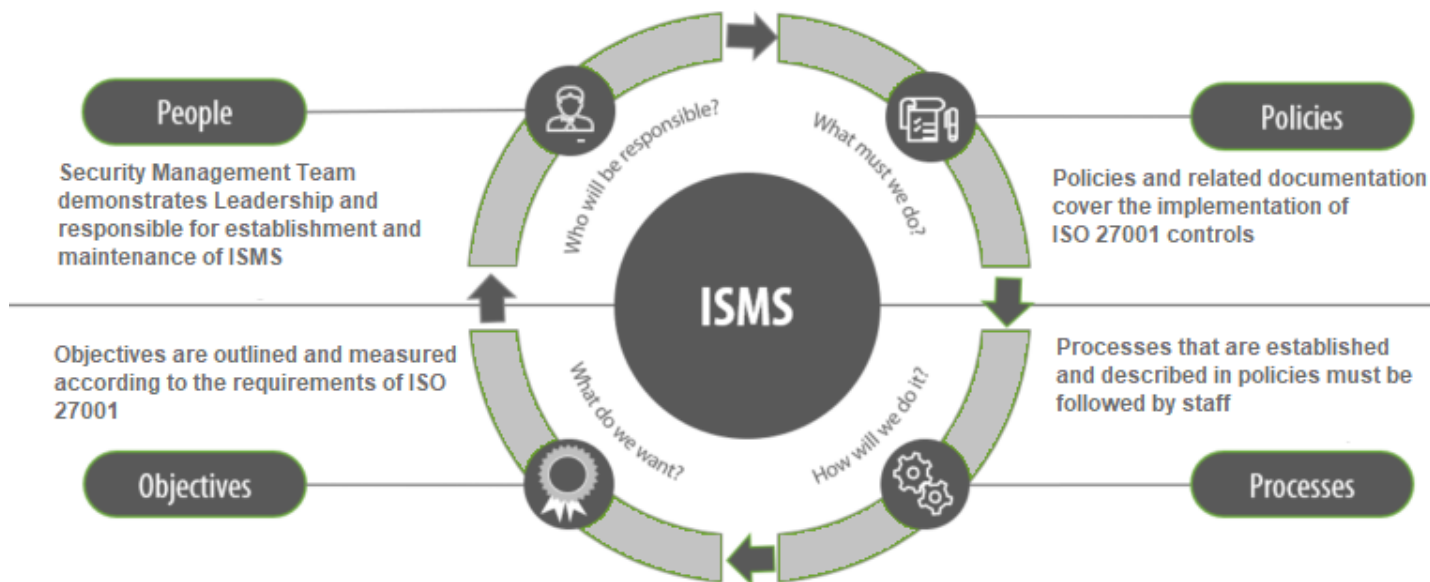 People
Security Management Team
demonstrates Leadership and
responsible for establishment and
maintenance of ISMS
Who will be responsible?
What must we do?
Policies
Policies and related documentation
cover the implementation of
ISO 27001 controls
ISMS
Objectives are outlined and measured
according to the requirements of ISO
27001
Objectives
What do we want?
How will we do it?
Processes that are established
and described in policies must be
followed by staff
Processes